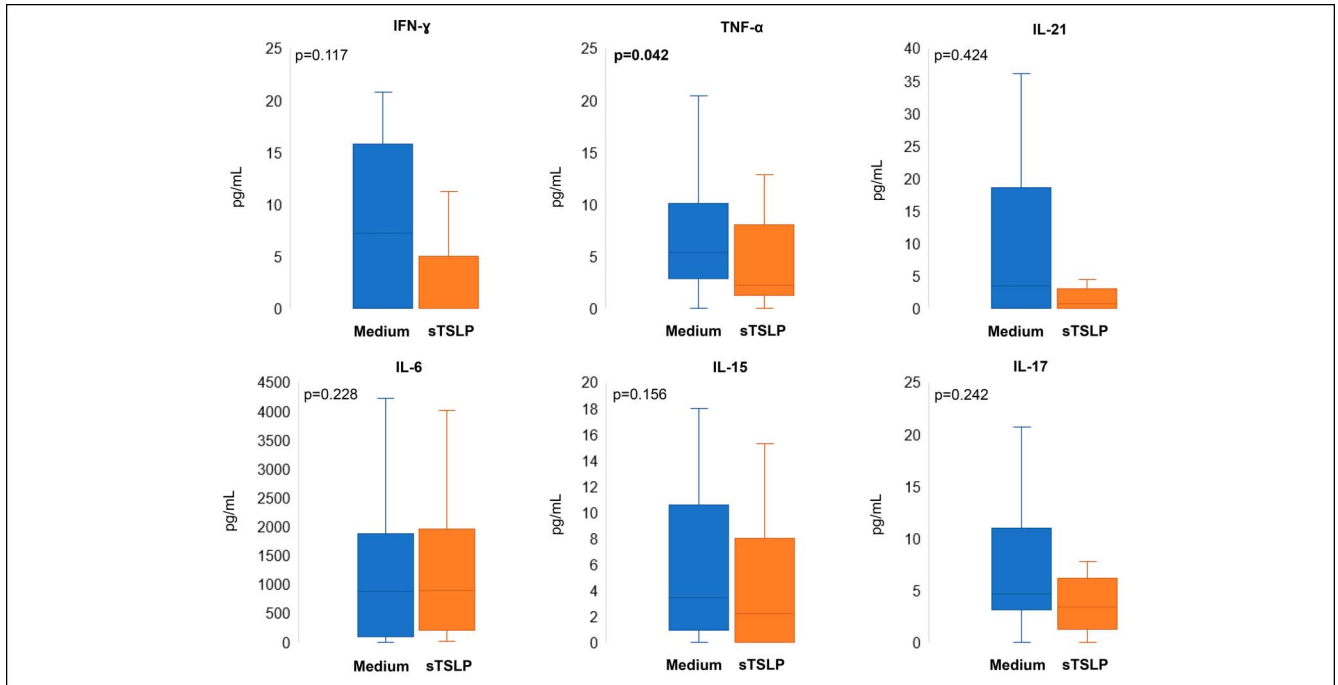 IFN-ɣ
p=0.117
25
20
15
10
5
0
pg/mL
Medium sTSLP
TNF-α
p=0.042
25
20
15
10
5
0
pg/mL
Medium sTSLP
IL-21
p=0.424
40
35
30
25
20
15
10
5
0
pg/mL
Medium sTSLP
IL-6
p=0.228
4500
4000
3500
3000
2500
2000
1500
1000
500
0
pg/mL
Medium sTSLP
IL-15
p=0.156
20
18
16
14
12
10
8
6
4
2
0
pg/mL
Medium sTSLP
IL-17
p=0.242
25
20
15
10
5
0
pg/mL
Medium sTSLP